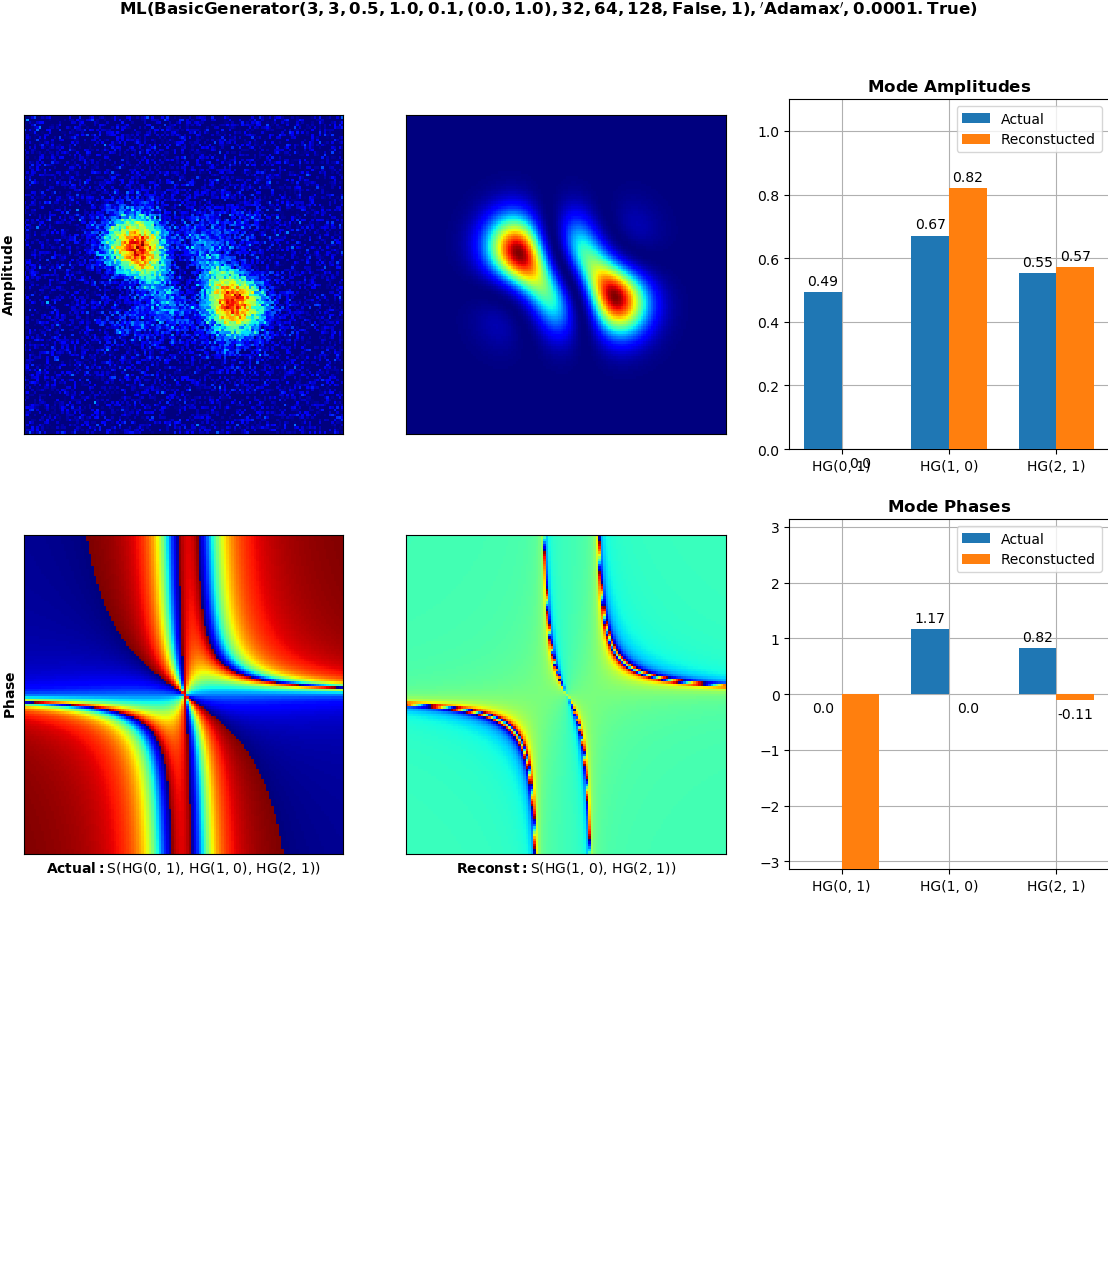 ML(BasicGenerator(3, 3, 0.5, 1.0, 0.1, (0.0, 1.0), 32, 64, 128, False, 1), 'Adamax', 0.0001. True)
Amplitude
Mode Amplitudes
Actual
Reconstucted
1.0
0.8
0.6
0.4
0.2
0.0
0.49
0.0
0.67
0.82
0.55
0.57
HG(0, 1)
HG(1, 0)
HG(2, 1)
Phase
Actual: S(HG(0, 1), HG(1, 0), HG(2, 1))
Reconst: S(HG(1, 0), HG(2, 1))
Mode Phases
Actual
Reconstucted
3
2
1
0
−1
−2
−3
0.0
1.17
0.0
0.82
-0.11
HG(0, 1)
HG(1, 0)
HG(2, 1)